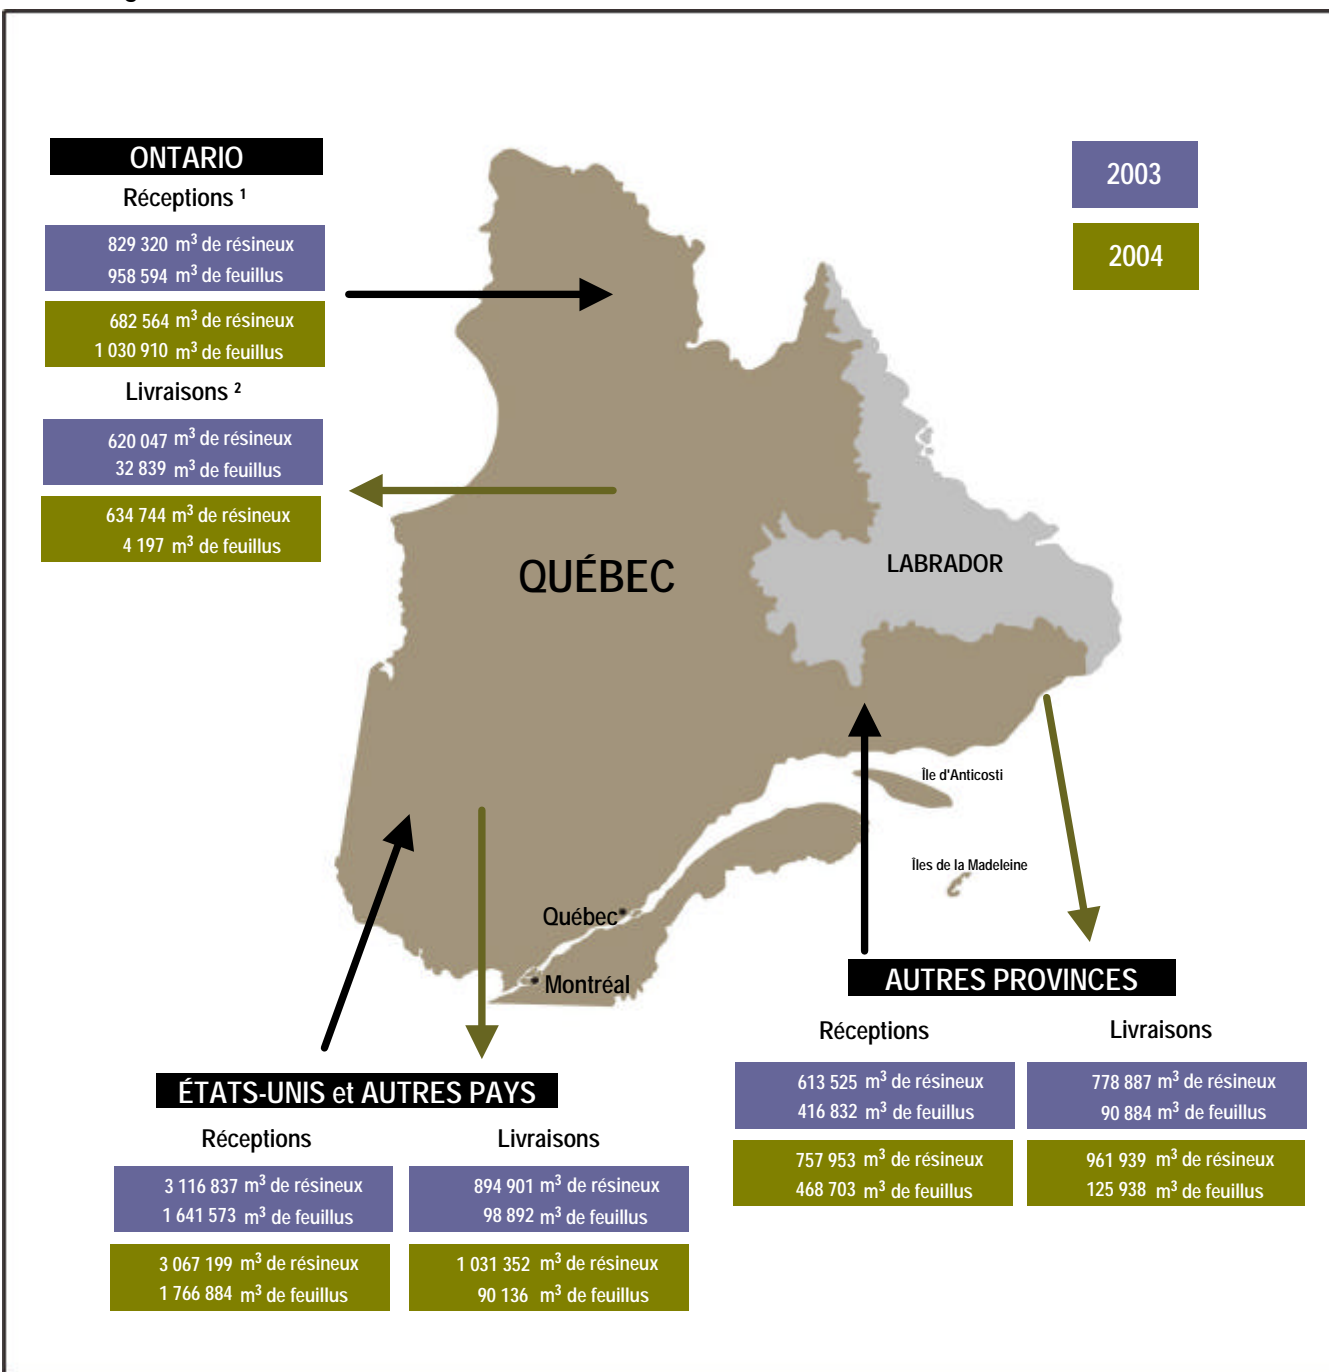 ONTARIO
Réceptions ¹
829 320 m³ de résineux
958 594 m³ de feuillus
682 564 m³ de résineux
1 030 910 m³ de feuillus
Livraisons ²
620 047 m³ de résineux
32 839 m³ de feuillus
634 744 m³ de résineux
4 197 m³ de feuillus
2003
2004
QUÉBEC
LABRADOR
Île d'Anticosti
Îles de la Madeleine
Québec
Montréal
ÉTATS-UNIS et AUTRES PAYS
Réceptions
Livraisons
3 116 837 m³ de résineux
1 641 573 m³ de feuillus
894 901 m³ de résineux
98 892 m³ de feuillus
3 067 199 m³ de résineux
1 766 884 m³ de feuillus
1 031 352 m³ de résineux
90 136 m³ de feuillus
AUTRES PROVINCES
Réceptions
Livraisons
613 525 m³ de résineux
416 832 m³ de feuillus
778 887 m³ de résineux
90 884 m³ de feuillus
757 953 m³ de résineux
468 703 m³ de feuillus
961 939 m³ de résineux
125 938 m³ de feuillus